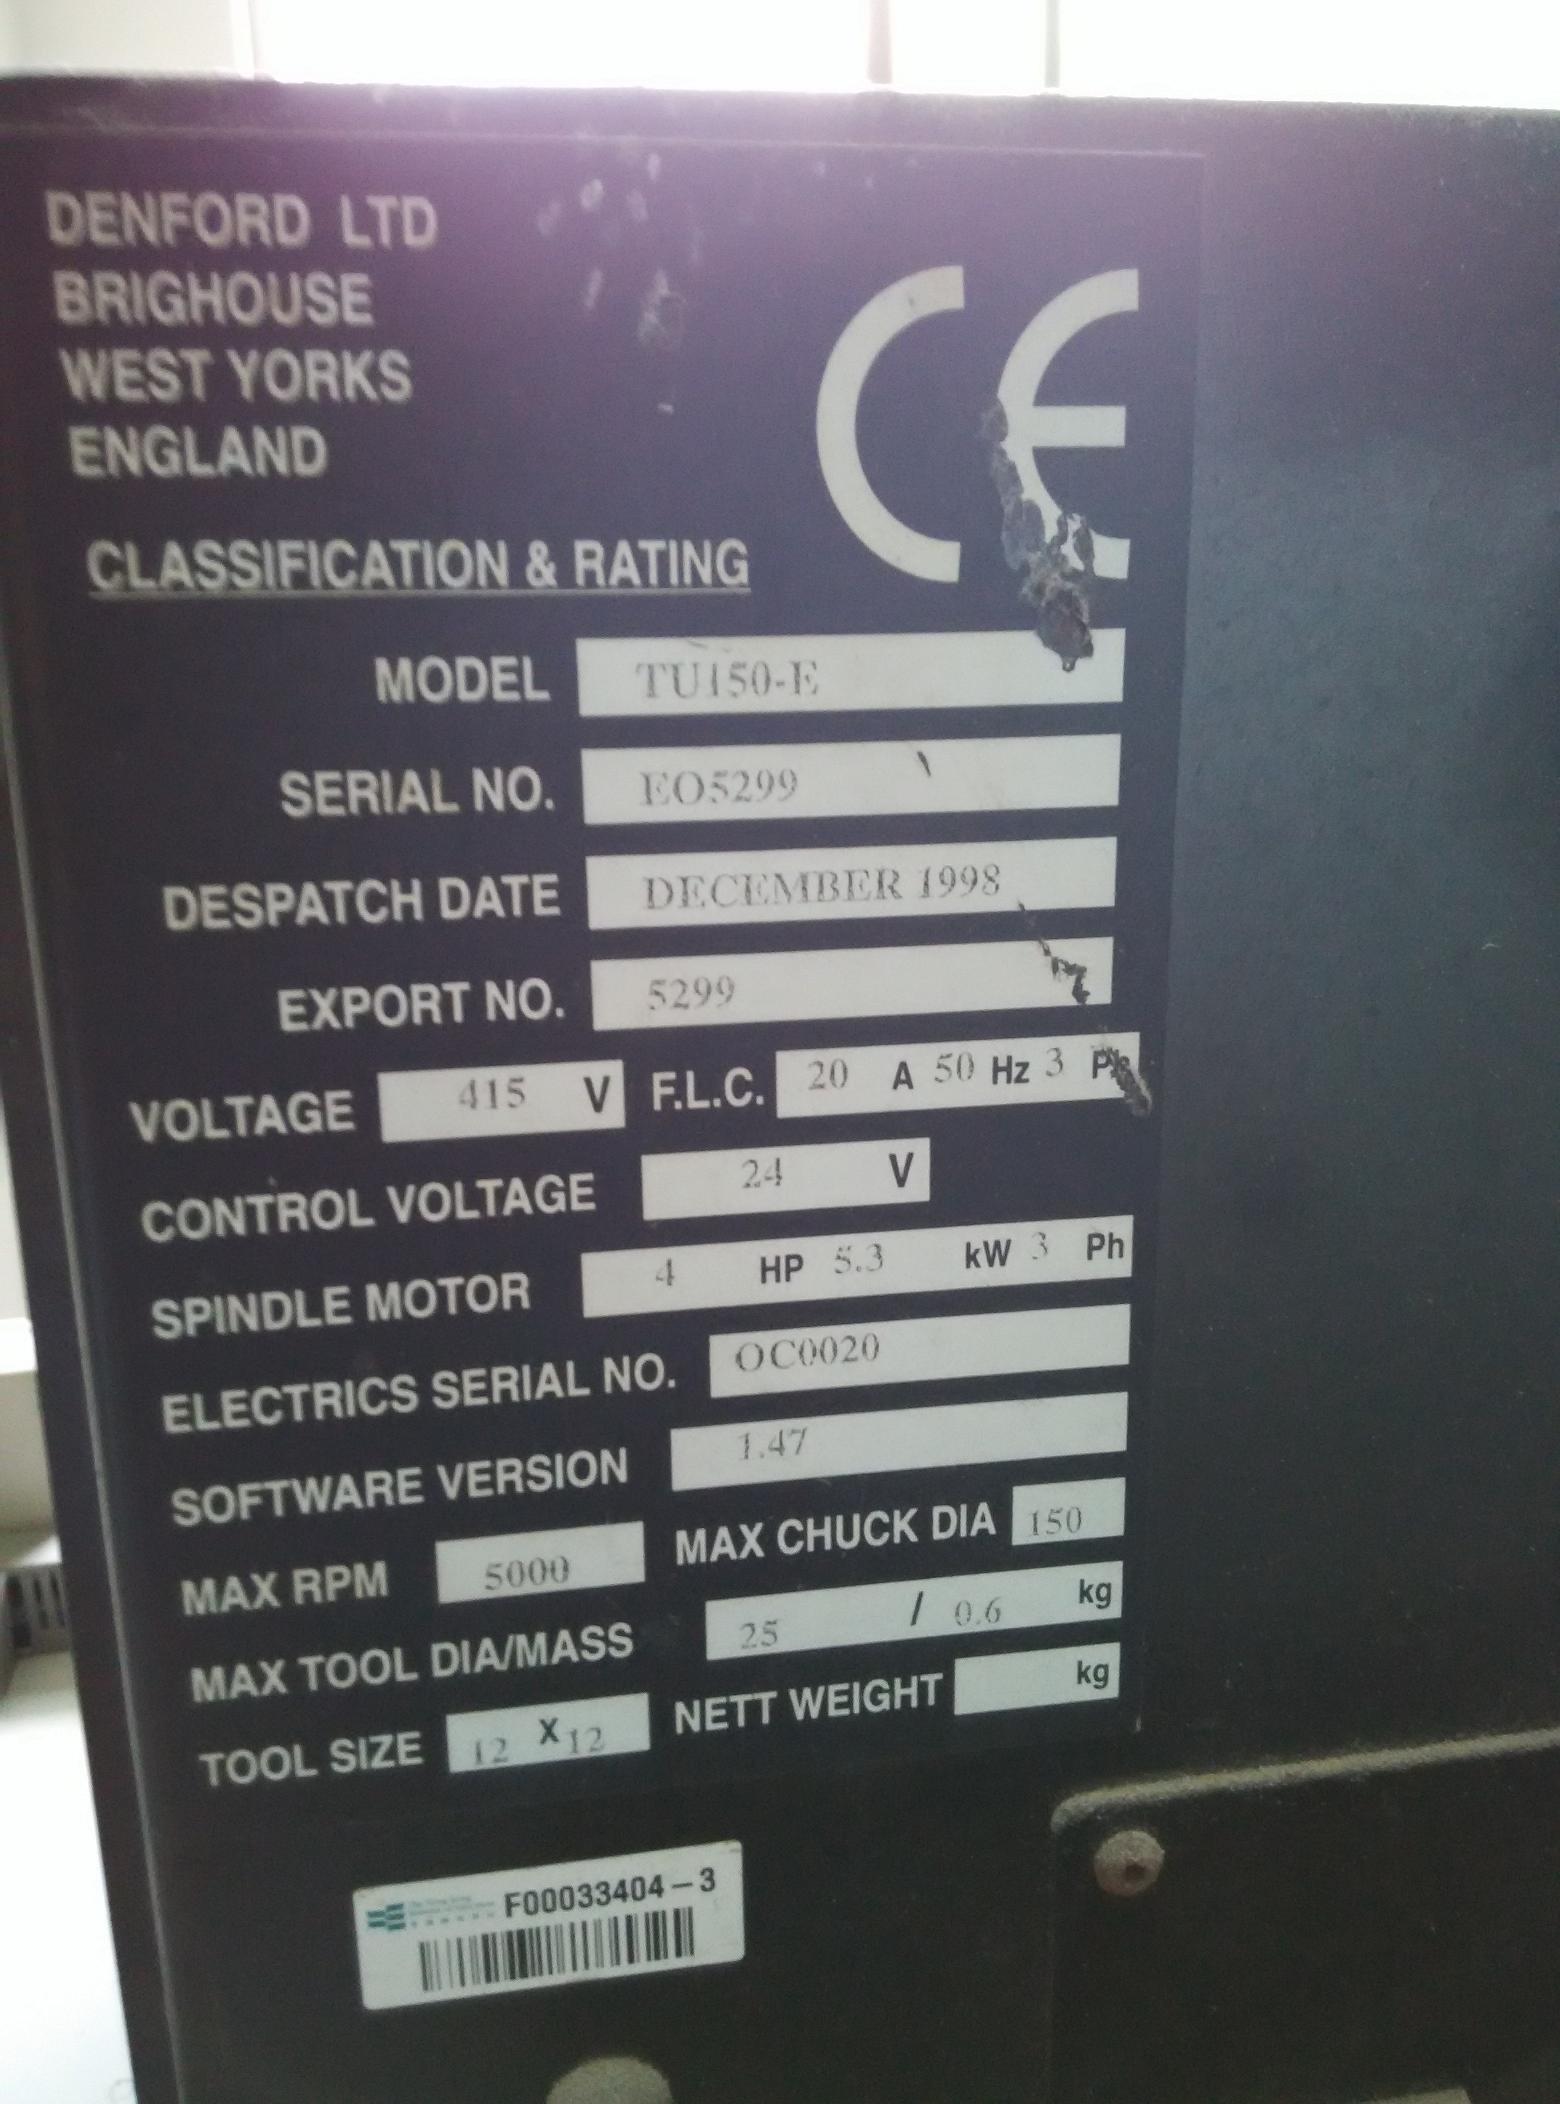 DENFORD LTD
BRIGHOUSE
WEST YORKS
ENGLAND
CE
CLASSIFICATION & RATING
MODEL TU150-E
SERIAL NO. EO5299
DESPATCH DATE DECEMBER 1998
EXPORT NO. 5299
VOLTAGE 415 V F.L.C. 20 A 50 Hz 3 Ph
CONTROL VOLTAGE 24 V
SPINDLE MOTOR 4 HP 5.3 kW 3 Ph
ELECTRICS SERIAL NO. OC0020
SOFTWARE VERSION 1.47
MAX RPM 5000 MAX CHUCK DIA 150
MAX TOOL DIA/MASS 25 / 0.6 kg
TOOL SIZE 12 X 12 NETT WEIGHT kg
F00033404-3